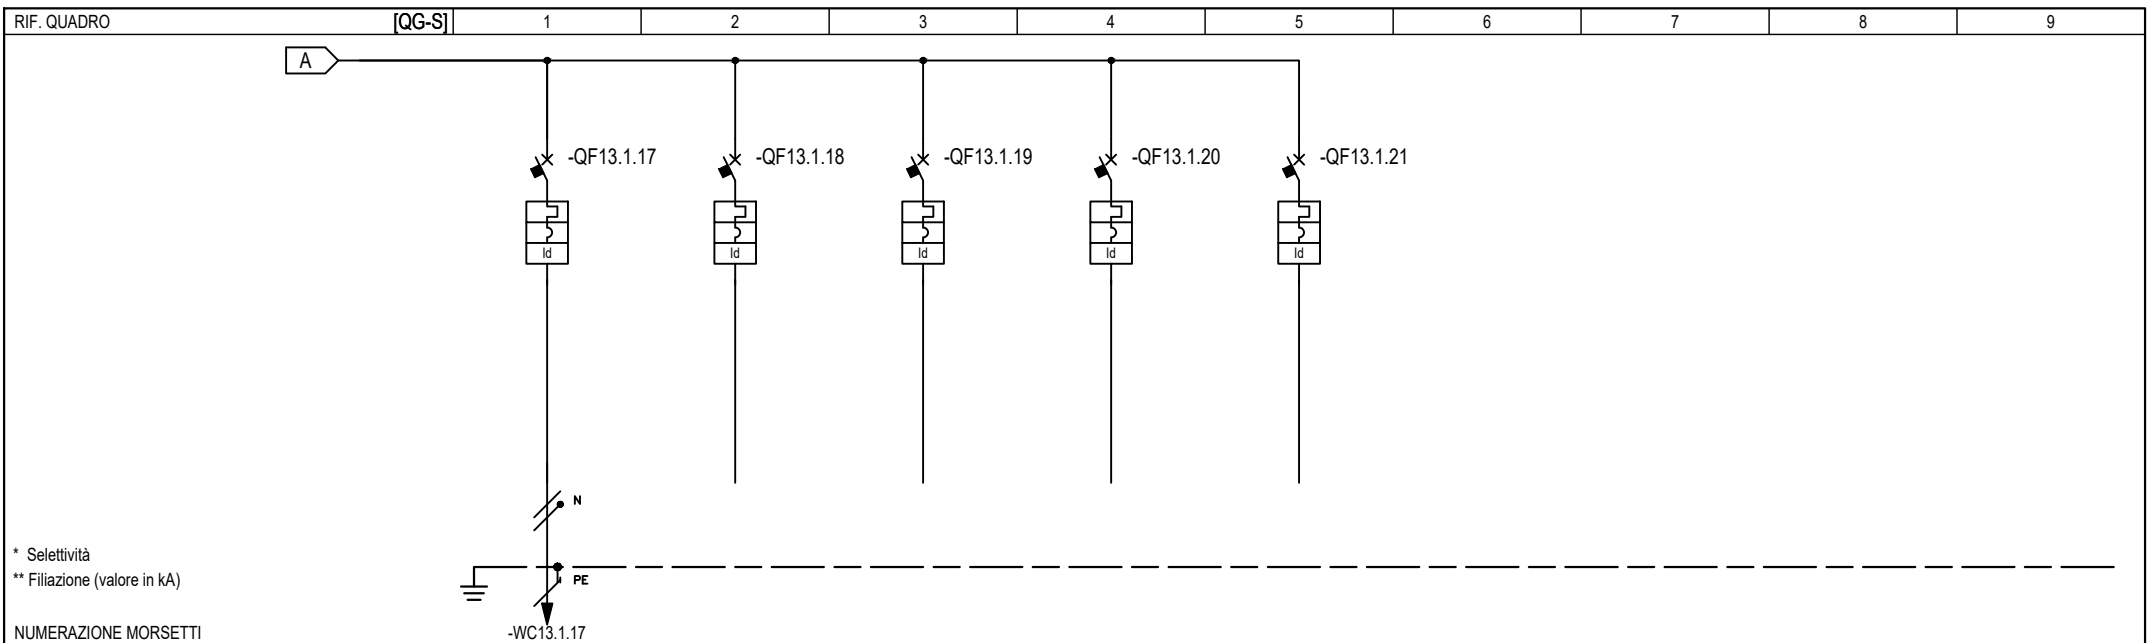 RIF. QUADRO [QG-S] 1 2 3 4 5 6 7 8 9
A
-QF13.1.17 -QF13.1.18 -QF13.1.19 -QF13.1.20 -QF13.1.21
Id Id Id Id Id
N
* Selettività
** Filiazione (valore in kA)
PE
NUMERAZIONE MORSETTI -WC13.1.17